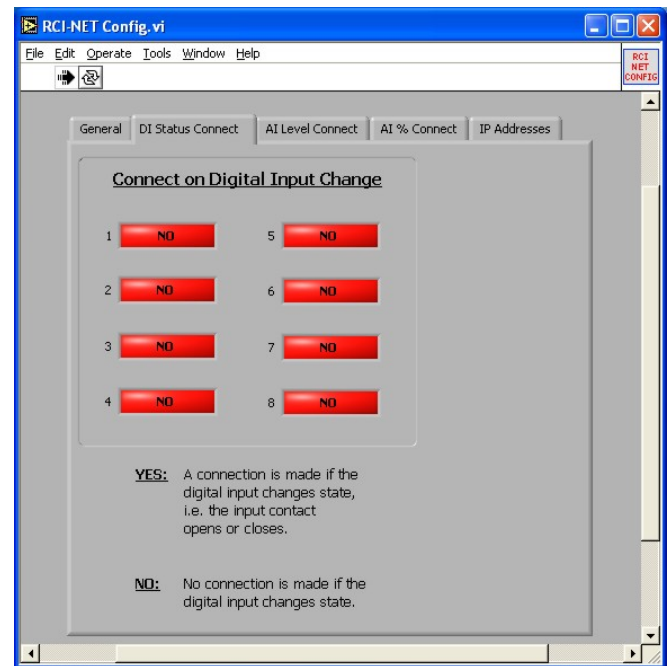 RCI-NET Config.vi
File Edit Operate Tools Window Help
RCI
NET
CONFIG
General DI Status Connect AI Level Connect AI % Connect IP Addresses
Connect on Digital Input Change
1 NO 5 NO
2 NO 6 NO
3 NO 7 NO
4 NO 8 NO
YES: A connection is made if the
digital input changes state,
i.e. the input contact
opens or closes.
NO: No connection is made if the
digital input changes state.